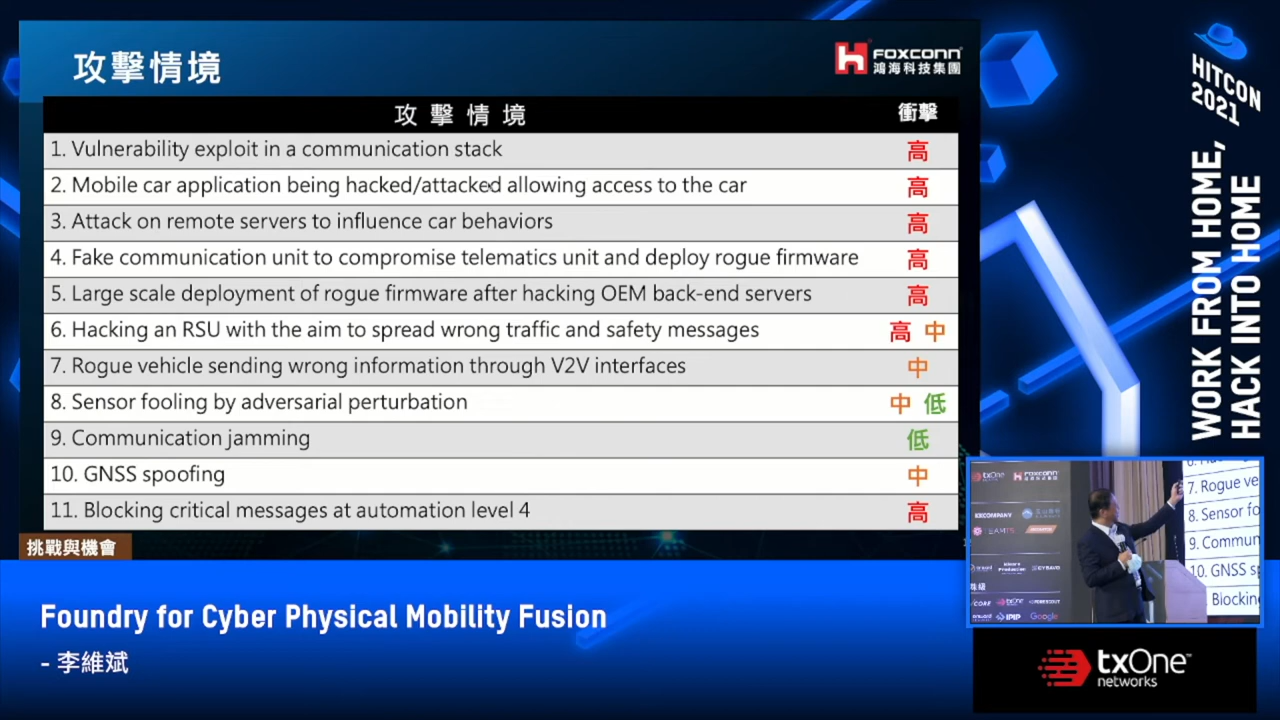 攻擊情境
FOXCONN
鴻海科技集團
攻擊情境 衝擊
1. Vulnerability exploit in a communication stack 高
2. Mobile car application being hacked/attacked allowing access to the car 高
3. Attack on remote servers to influence car behaviors 高
4. Fake communication unit to compromise telematics unit and deploy rogue firmware 高
5. Large scale deployment of rogue firmware after hacking OEM back-end servers 高
6. Hacking an RSU with the aim to spread wrong traffic and safety messages 高 中
7. Rogue vehicle sending wrong information through V2V interfaces 中
8. Sensor fooling by adversarial perturbation 中 低
9. Communication jamming 低
10. GNSS spoofing 中
11. Blocking critical messages at automation level 4 高
挑戰與機會
HITCON
2021
WORK FROM HOME,
HACK INTO HOME
txOne
FOXCONN
7. Rogue ve
8. Sensor fo
9. Commun
10. GNSS sp
Blocking
KKCOMPANY
IPIP Google
Foundry for Cyber Physical Mobility Fusion
- 李維斌
txOne™
networks